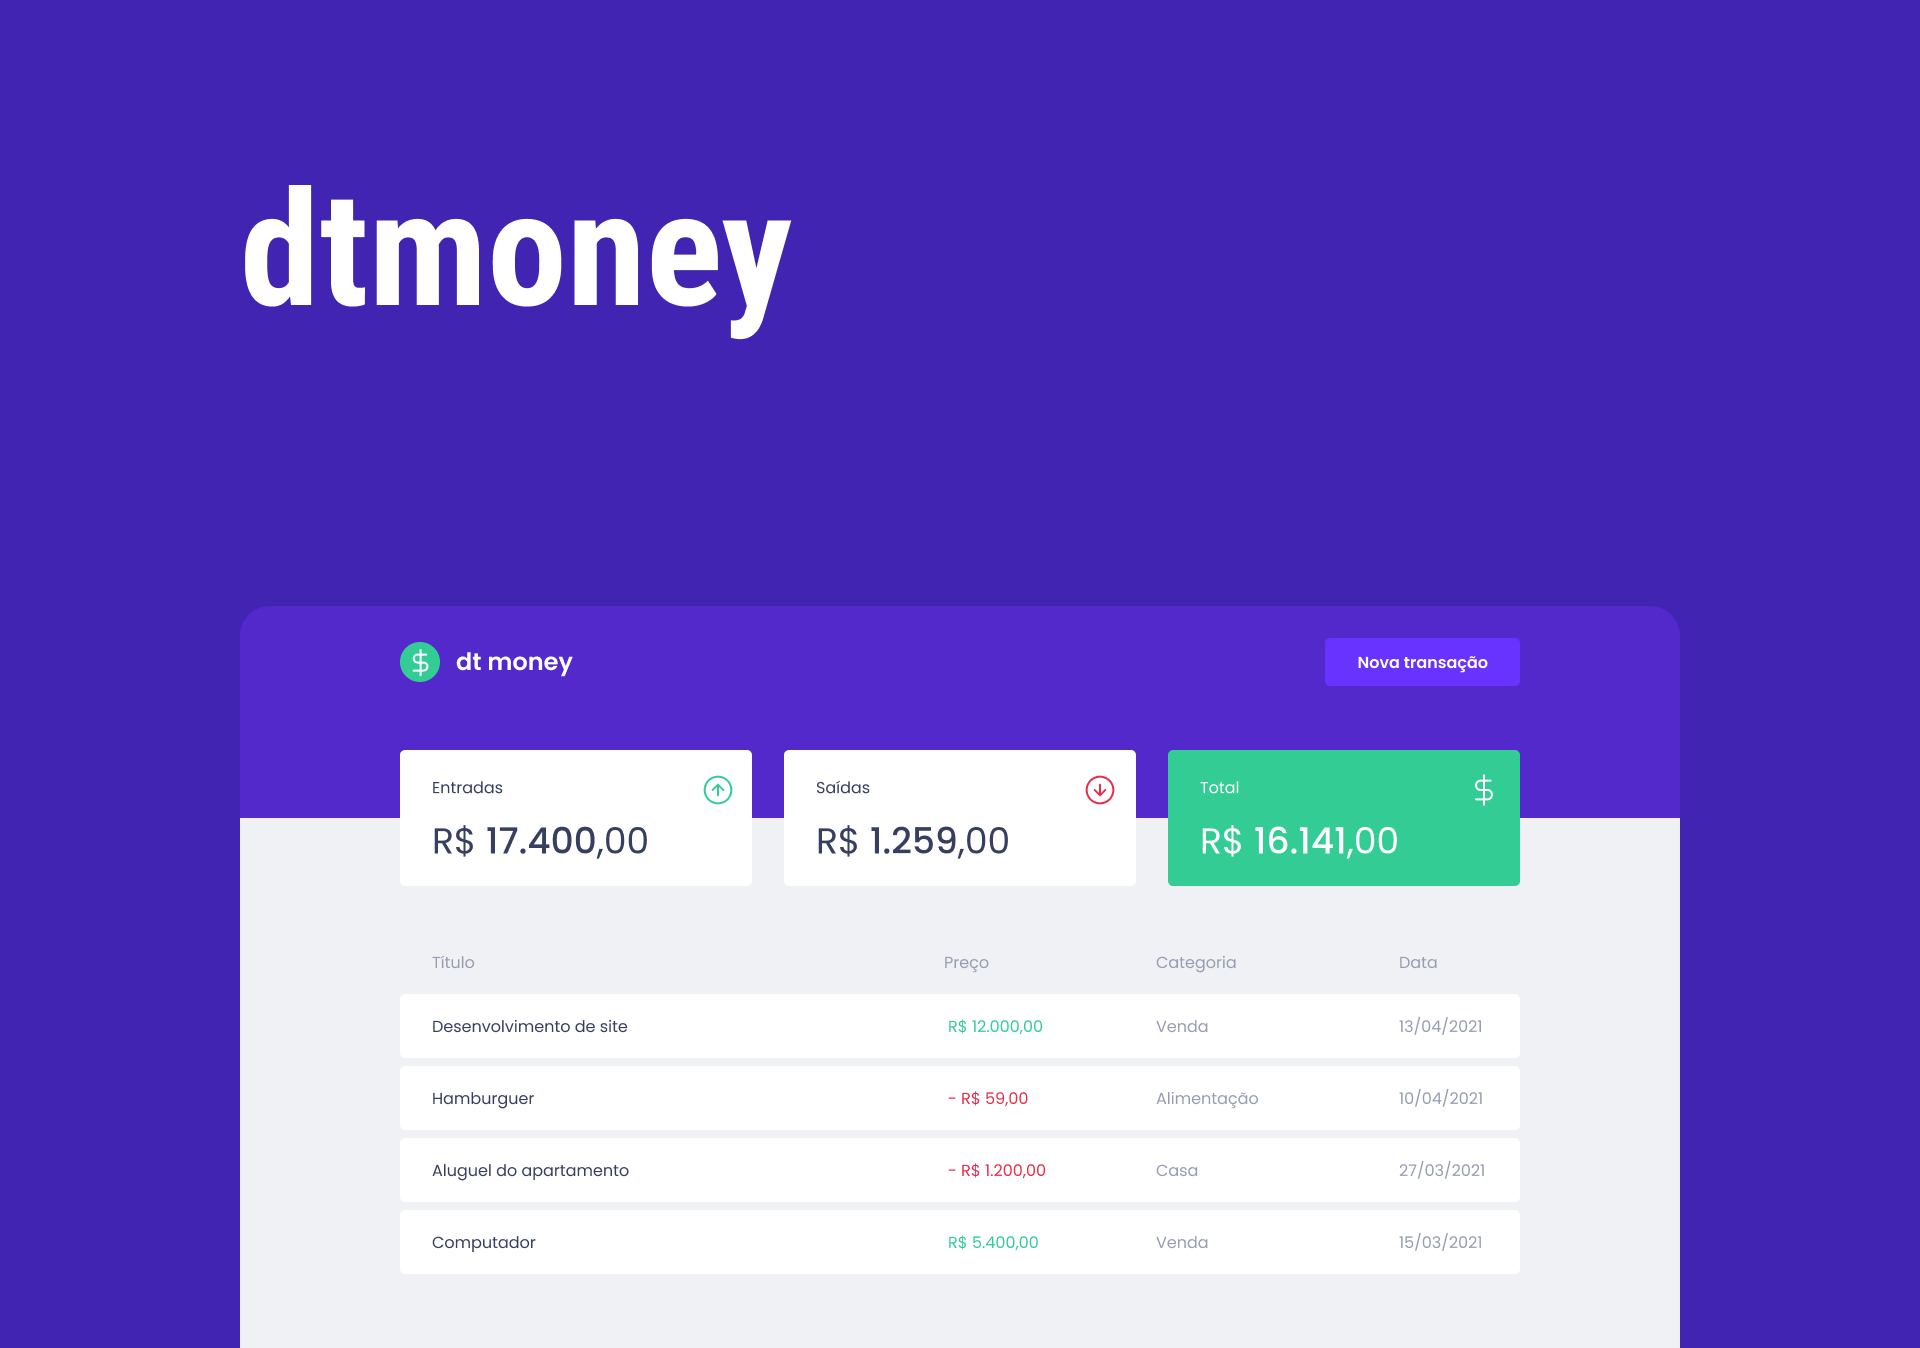 dtmoney
dt money
Nova transação
Entradas
R$ 17.400,00
Saídas
R$ 1.259,00
Total
R$ 16.141,00
Título Preço Categoria Data
Desenvolvimento de site R$ 12.000,00 Venda 13/04/2021
Hamburguer - R$ 59,00 Alimentação 10/04/2021
Aluguel do apartamento - R$ 1.200,00 Casa 27/03/2021
Computador R$ 5.400,00 Venda 15/03/2021